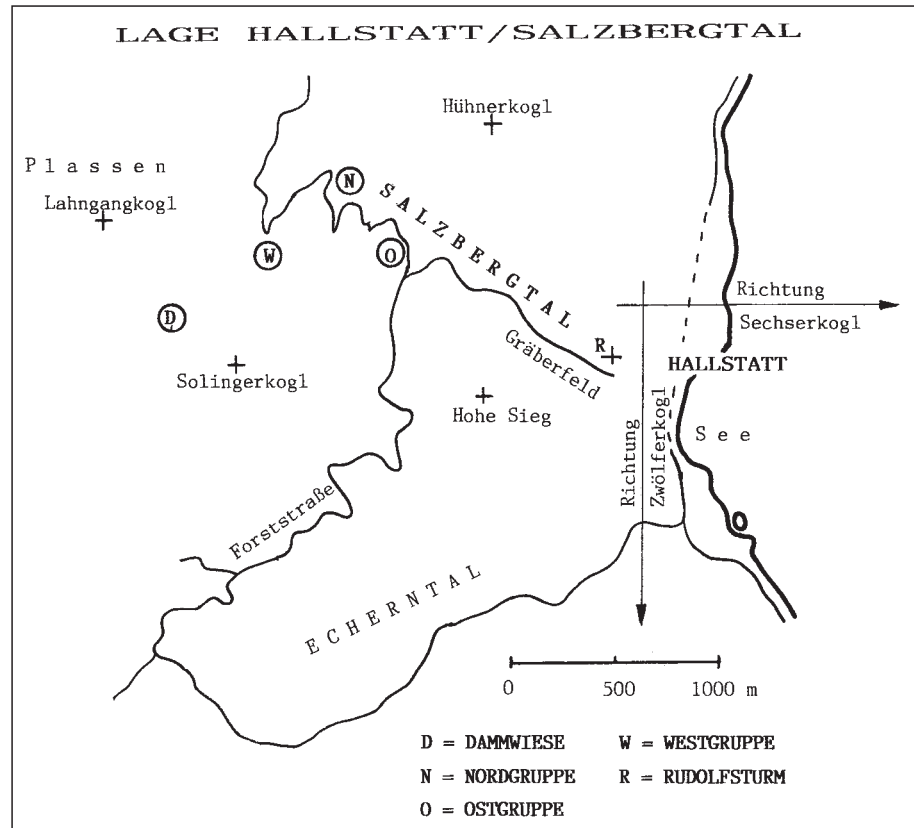 LAGE HALLSTATT/SALZBERGTAL
Hühnerkogl
Plassen
Lahngangkogl
N
SALZBERGTAL
W
O
D
Richtung
Sechserkogl
R
Gräberfeld
HALLSTATT
Solingerkogl
Hohe Sieg
Richtung
Zwölferkogl
See
Forststraße
ECHERNTAL
0 500 1000 m
D = DAMMWIESE W = WESTGRUPPE
N = NORDGRUPPE R = RUDOLFSTURM
O = OSTGRUPPE